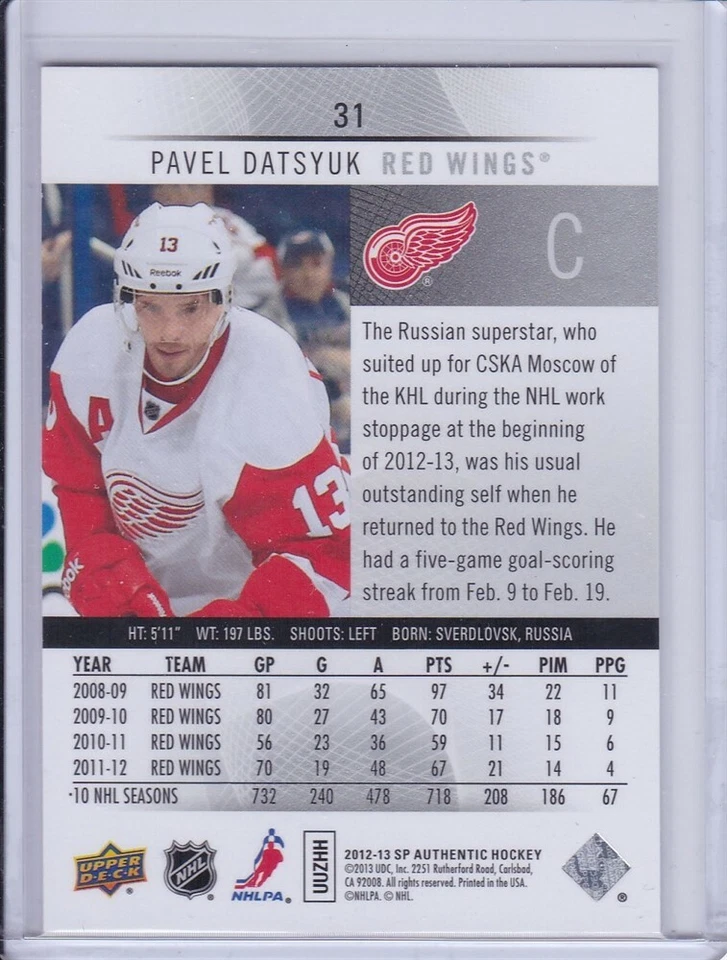 31
PAVEL DATSYUK RED WINGS®
13
Reebok
A
13
C
®
The Russian superstar, who
suited up for CSKA Moscow of
the KHL during the NHL work
stoppage at the beginning
of 2012-13, was his usual
outstanding self when he
returned to the Red Wings. He
had a five-game goal-scoring
streak from Feb. 9 to Feb. 19.
HT: 5'11" WT: 197 LBS. SHOOTS: LEFT BORN: SVERDLOVSK, RUSSIA
YEAR TEAM GP G A PTS +/- PIM PPG
2008-09 RED WINGS 81 32 65 97 34 22 11
2009-10 RED WINGS 80 27 43 70 17 18 9
2010-11 RED WINGS 56 23 36 59 11 15 6
2011-12 RED WINGS 70 19 48 67 21 14 4
·10 NHL SEASONS 732 240 478 718 208 186 67
UPPER DECK®
NHL®
NHLPA®
UUZHH
2012-13 SP AUTHENTIC HOCKEY
©2013 UDC, Inc. 2251 Rutherford Road, Carlsbad,
CA 92008. All rights reserved. Printed in the USA.
©NHLPA. © NHL.
®